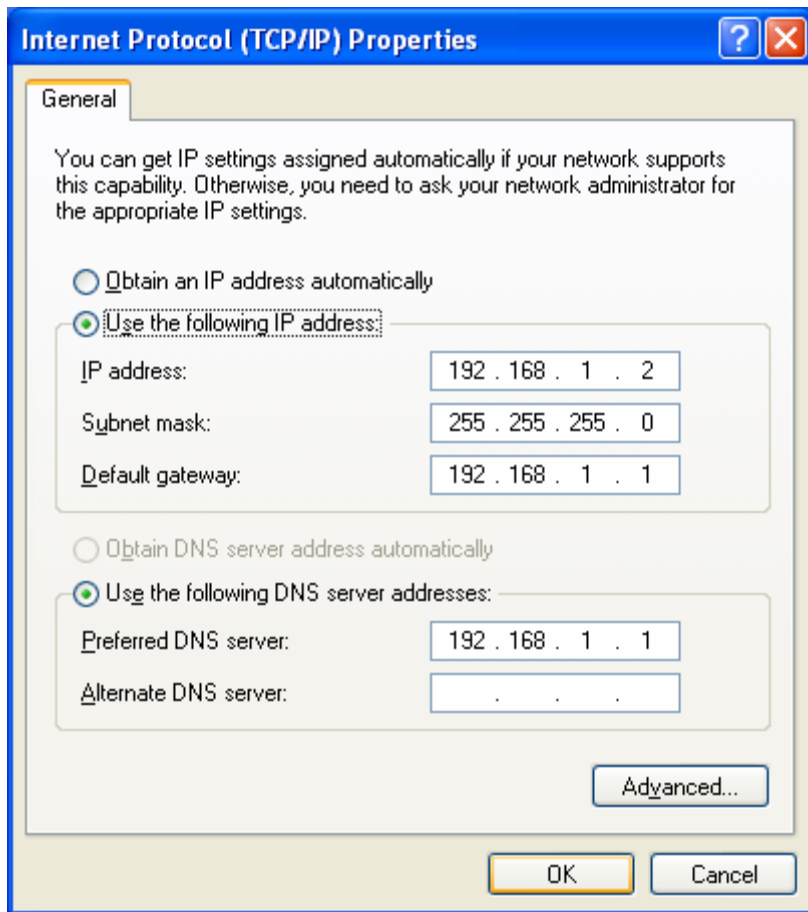 Internet Protocol (TCP/IP) Properties
General
You can get IP settings assigned automatically if your network supports
this capability. Otherwise, you need to ask your network administrator for
the appropriate IP settings.
Obtain an IP address automatically
Use the following IP address:
IP address: 192 . 168 . 1 . 2
Subnet mask: 255 . 255 . 255 . 0
Default gateway: 192 . 168 . 1 . 1
Obtain DNS server address automatically
Use the following DNS server addresses:
Preferred DNS server: 192 . 168 . 1 . 1
Alternate DNS server: . . .
Advanced...
OK Cancel